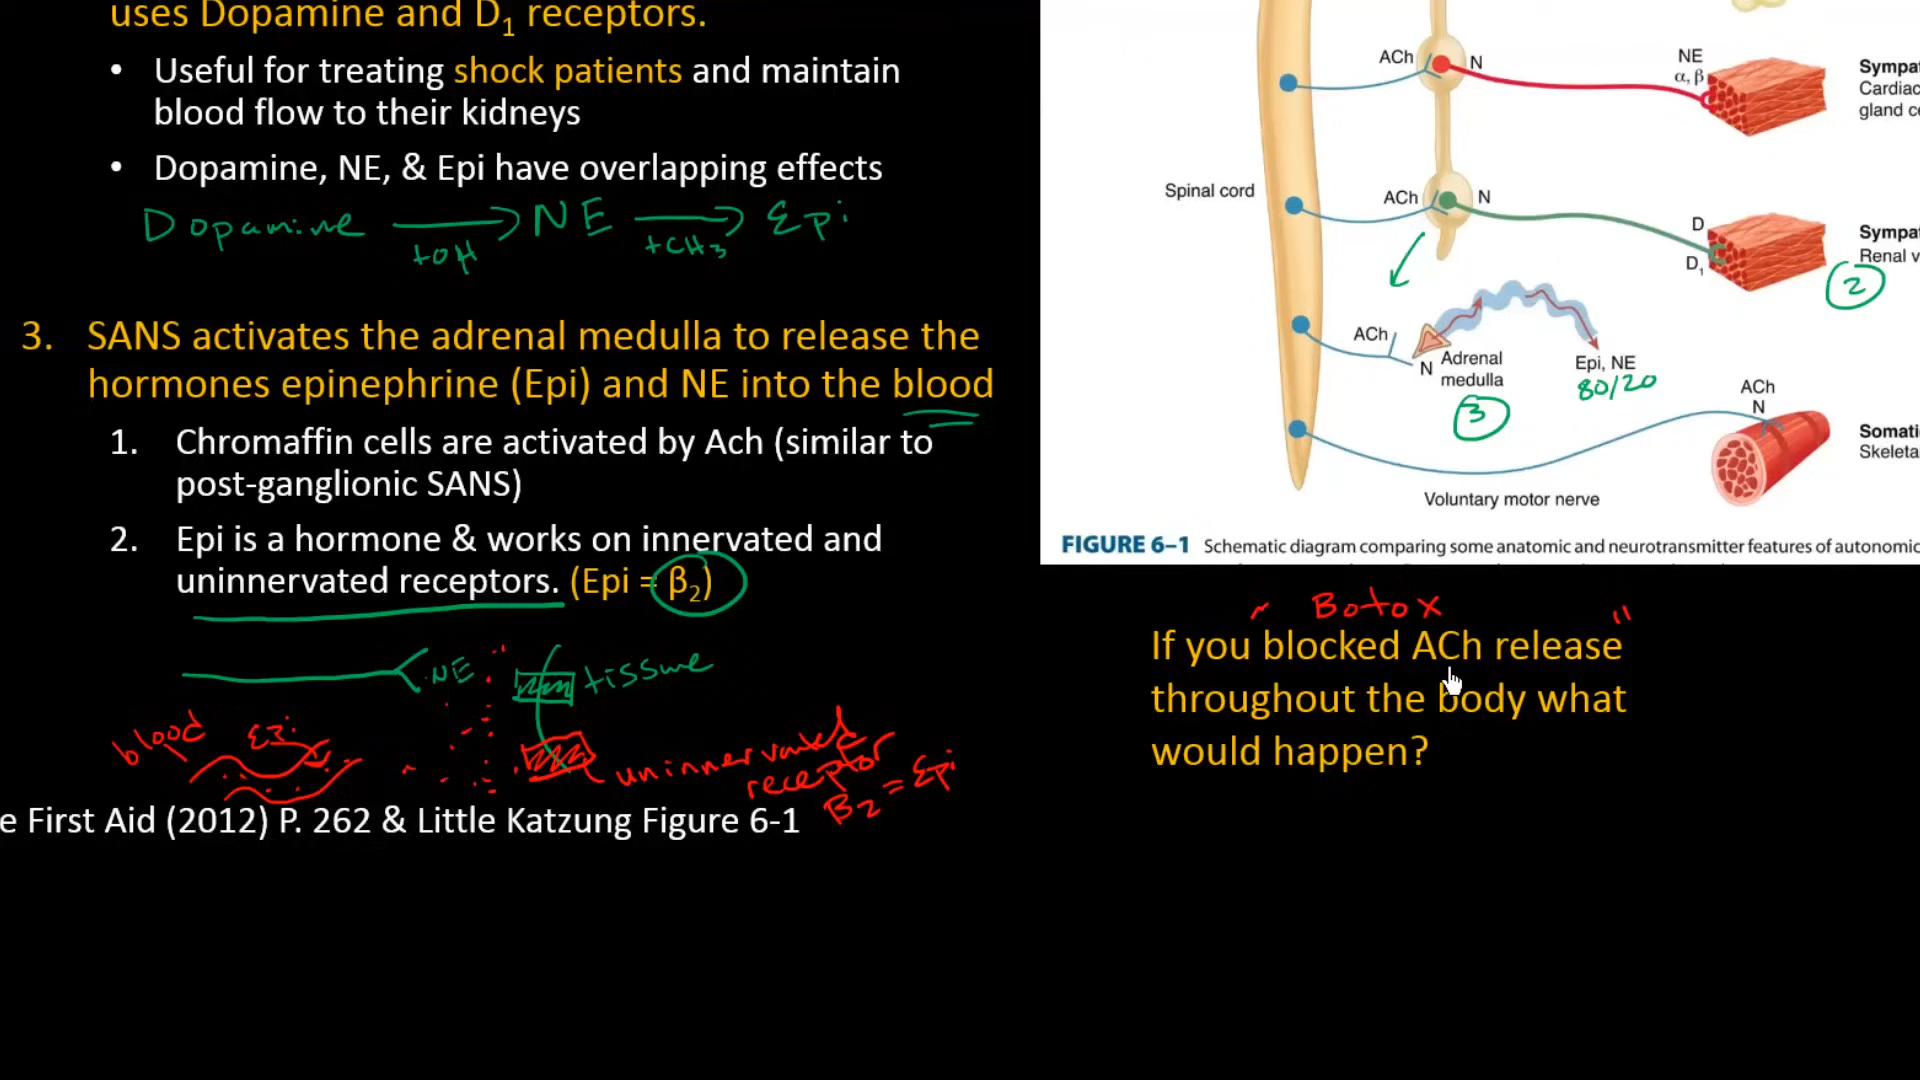 uses Dopamine and D1 receptors.
• Useful for treating shock patients and maintain
blood flow to their kidneys
• Dopamine, NE, & Epi have overlapping effects
Dopamine → NE → Epi
+OH +CH3
3. SANS activates the adrenal medulla to release the
hormones epinephrine (Epi) and NE into the blood
1. Chromaffin cells are activated by Ach (similar to
post-ganglionic SANS)
2. Epi is a hormone & works on innervated and
uninnervated receptors. (Epi = β2)
NE tissue
blood
uninnervated
receptor
B2 = Epi
e First Aid (2012) P. 262 & Little Katzung Figure 6-1
ACh N NE
α, β
Sympat
Cardiac
gland ce
Spinal cord
ACh N D
D1
Sympat
Renal v
2
ACh
N Adrenal
medulla
3
Epi, NE
80/20
ACh
N
Somati
Skeleta
Voluntary motor nerve
FIGURE 6–1 Schematic diagram comparing some anatomic and neurotransmitter features of autonomic
" Botox "
If you blocked ACh release
throughout the body what
would happen?